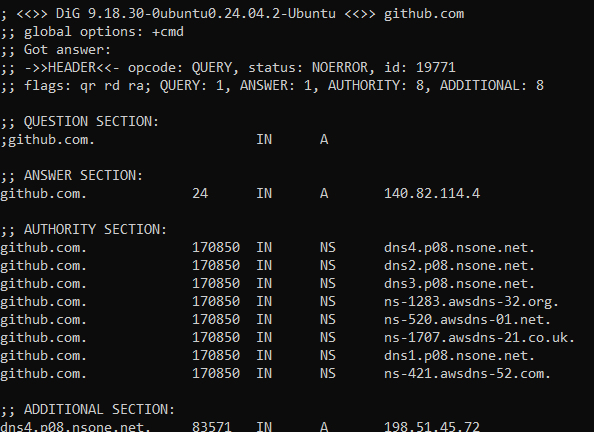 ; <<>> DiG 9.18.30-0ubuntu0.24.04.2-Ubuntu <<>> github.com
;; global options: +cmd
;; Got answer:
;; ->>HEADER<<- opcode: QUERY, status: NOERROR, id: 19771
;; flags: qr rd ra; QUERY: 1, ANSWER: 1, AUTHORITY: 8, ADDITIONAL: 8
;; QUESTION SECTION:
;github.com. IN A
;; ANSWER SECTION:
github.com. 24 IN A 140.82.114.4
;; AUTHORITY SECTION:
github.com. 170850 IN NS dns4.p08.nsone.net.
github.com. 170850 IN NS dns2.p08.nsone.net.
github.com. 170850 IN NS dns3.p08.nsone.net.
github.com. 170850 IN NS ns-1283.awsdns-32.org.
github.com. 170850 IN NS ns-520.awsdns-01.net.
github.com. 170850 IN NS ns-1707.awsdns-21.co.uk.
github.com. 170850 IN NS dns1.p08.nsone.net.
github.com. 170850 IN NS ns-421.awsdns-52.com.
;; ADDITIONAL SECTION:
dns4.p08.nsone.net. 83571 IN A 198.51.45.72